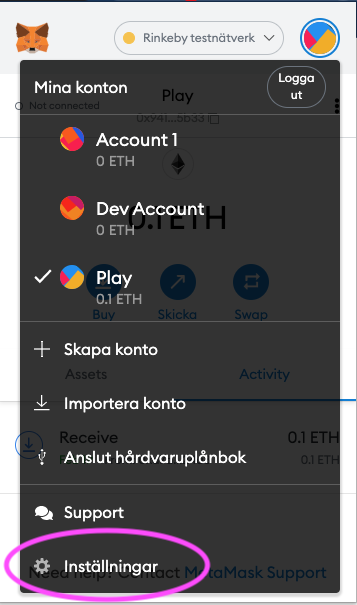 Rinkeby testnätverk
Mina konton
Logga ut
Not connected
Play
0x941...5b33
Account 1
0 ETH
Dev Account
0 ETH
0.1 ETH
Play
0.1 ETH
Buy
Skicka
Swap
Skapa konto
Assets
Activity
Importera konto
Receive
0.1 ETH
Anslut hårdvaruplånbok
0.1 ETH
Support
Inställningar
Need help? Contact MetaMask Support